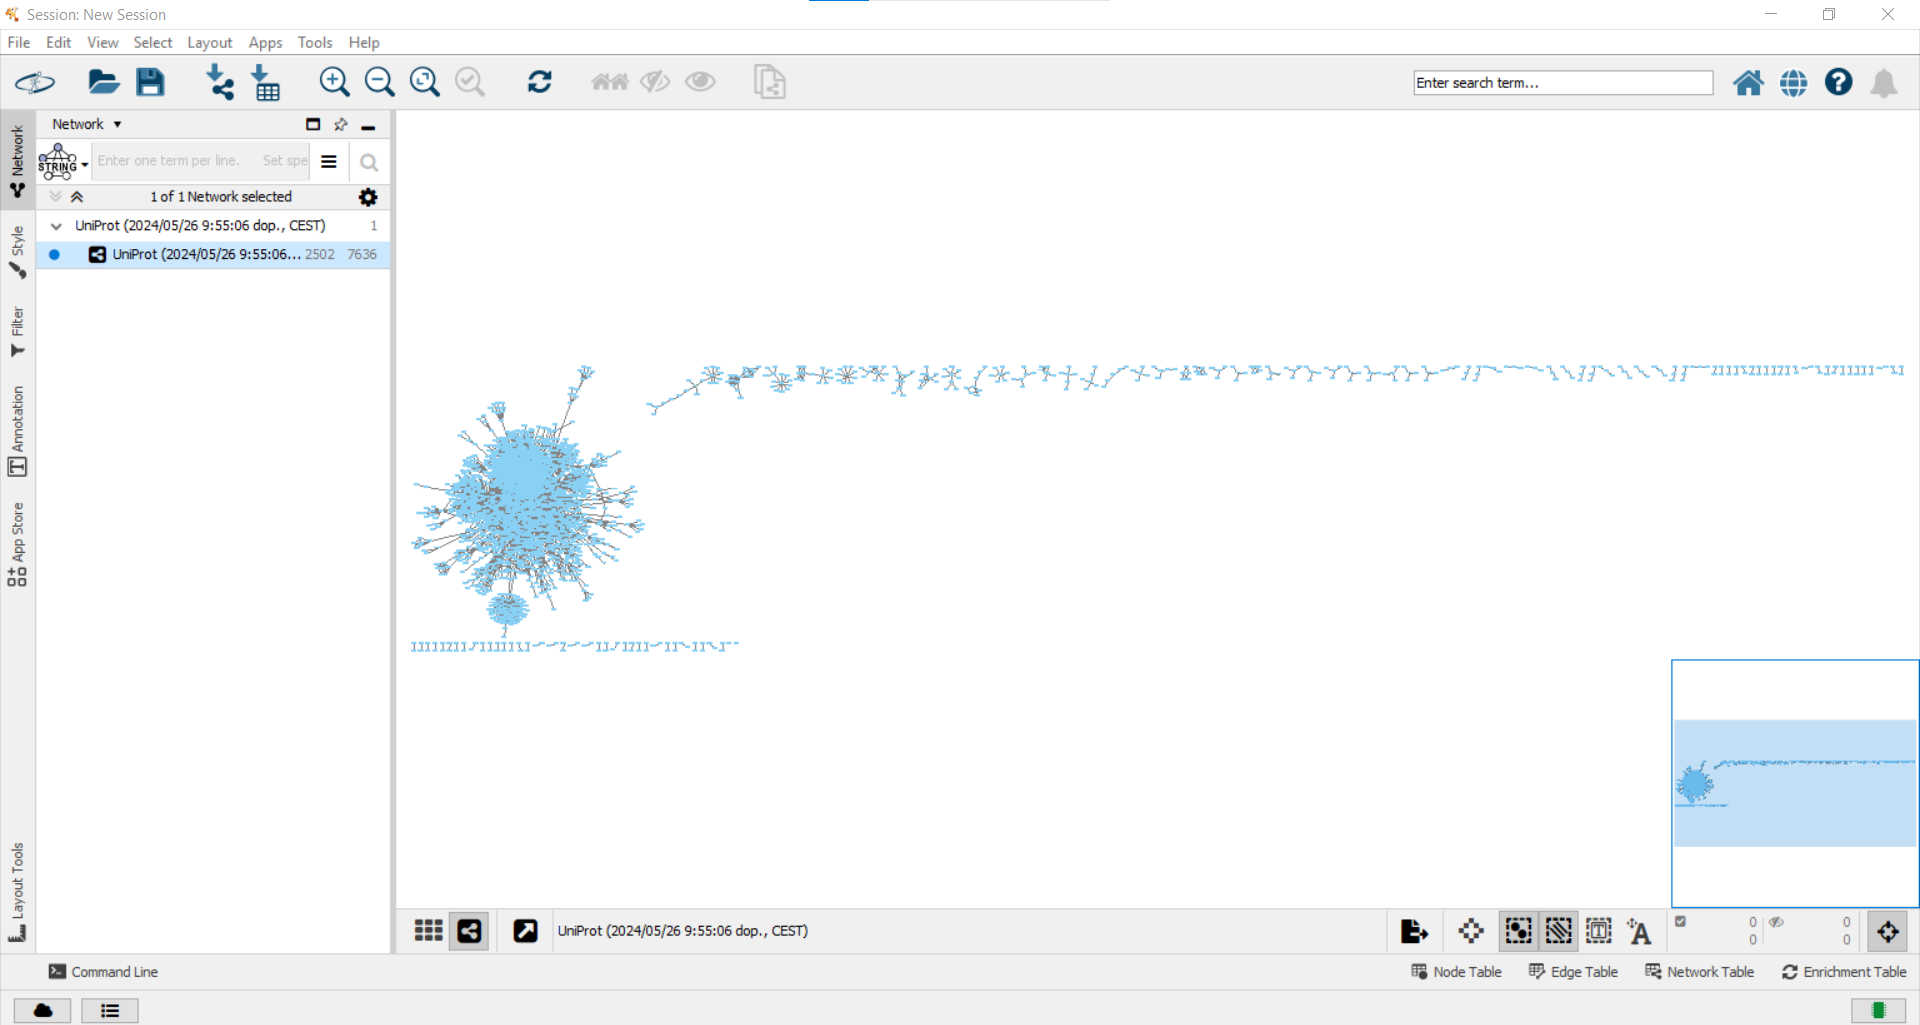 Session: New Session
File Edit View Select Layout Apps Tools Help
Enter search term...
Network
STRING Enter one term per line. Set spe
1 of 1 Network selected
UniProt (2024/05/26 9:55:06 dop., CEST) 1
UniProt (2024/05/26 9:55:06... 2502 7636
Network
Style
Filter
T Annotation
App Store
Layout Tools
UniProt (2024/05/26 9:55:06 dop., CEST)
T A
0 0
0 0
Command Line
Node Table Edge Table Network Table Enrichment Table